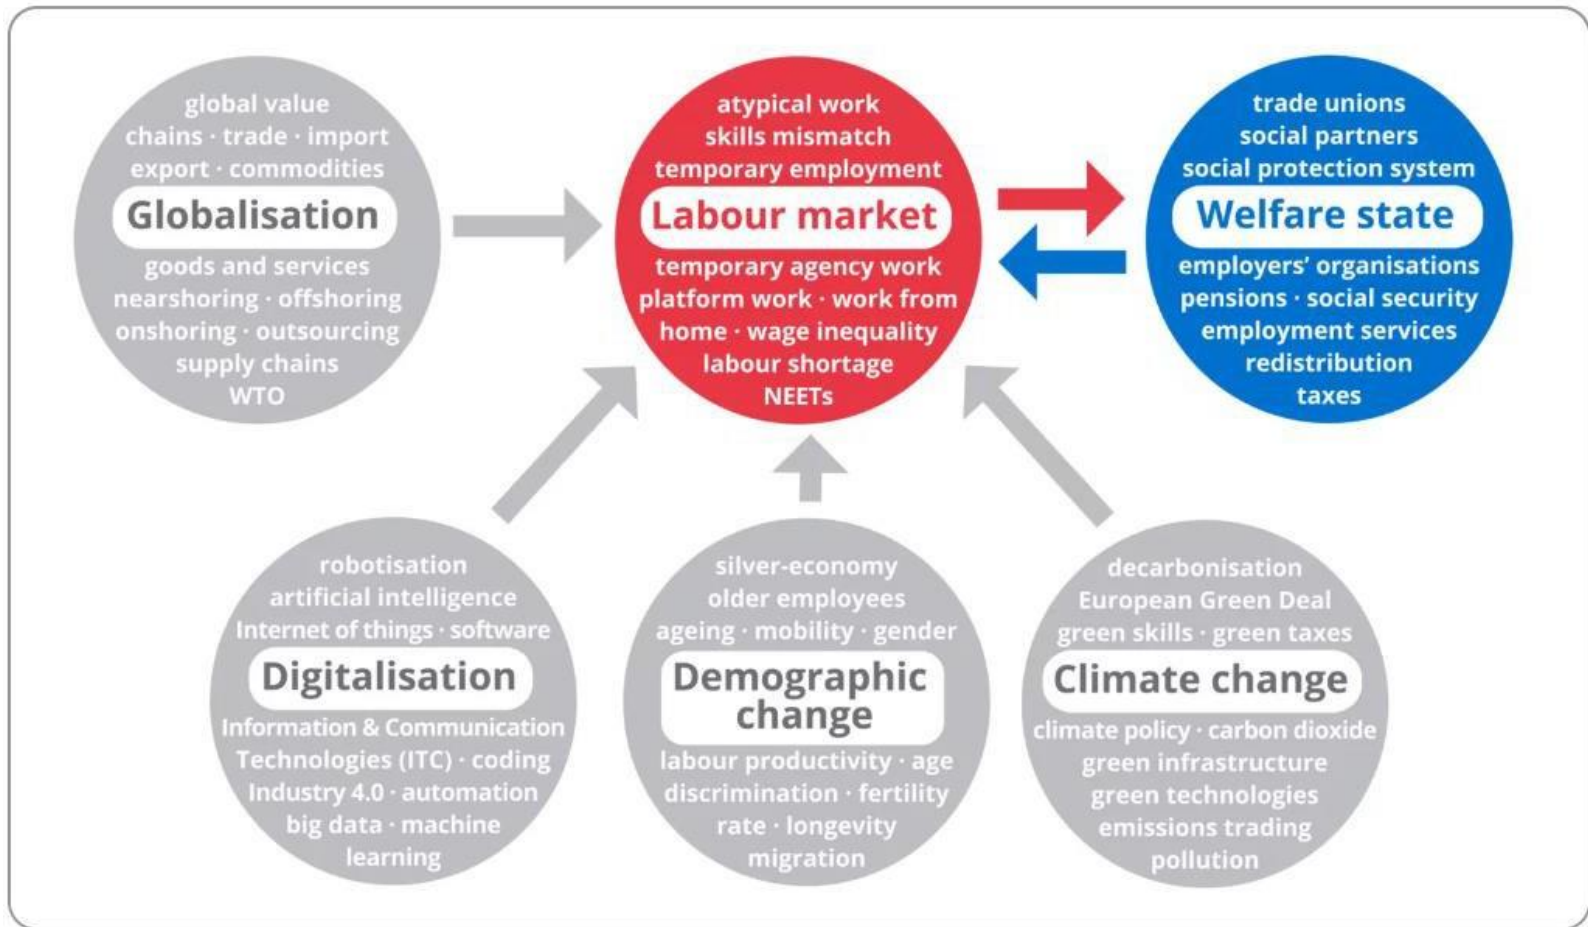 global value
chains · trade · import
export · commodities
Globalisation
goods and services
nearshoring · offshoring
onshoring · outsourcing
supply chains
WTO
atypical work
skills mismatch
temporary employment
Labour market
temporary agency work
platform work · work from
home · wage inequality
labour shortage
NEETs
trade unions
social partners
social protection system
Welfare state
employers’ organisations
pensions · social security
employment services
redistribution
taxes
robotisation
artificial intelligence
Internet of things · software
Digitalisation
Information & Communication
Technologies (ITC) · coding
Industry 4.0 · automation
big data · machine
learning
silver-economy
older employees
ageing · mobility · gender
Demographic
change
labour productivity · age
discrimination · fertility
rate · longevity
migration
decarbonisation
European Green Deal
green skills · green taxes
Climate change
climate policy · carbon dioxide
green infrastructure
green technologies
emissions trading
pollution